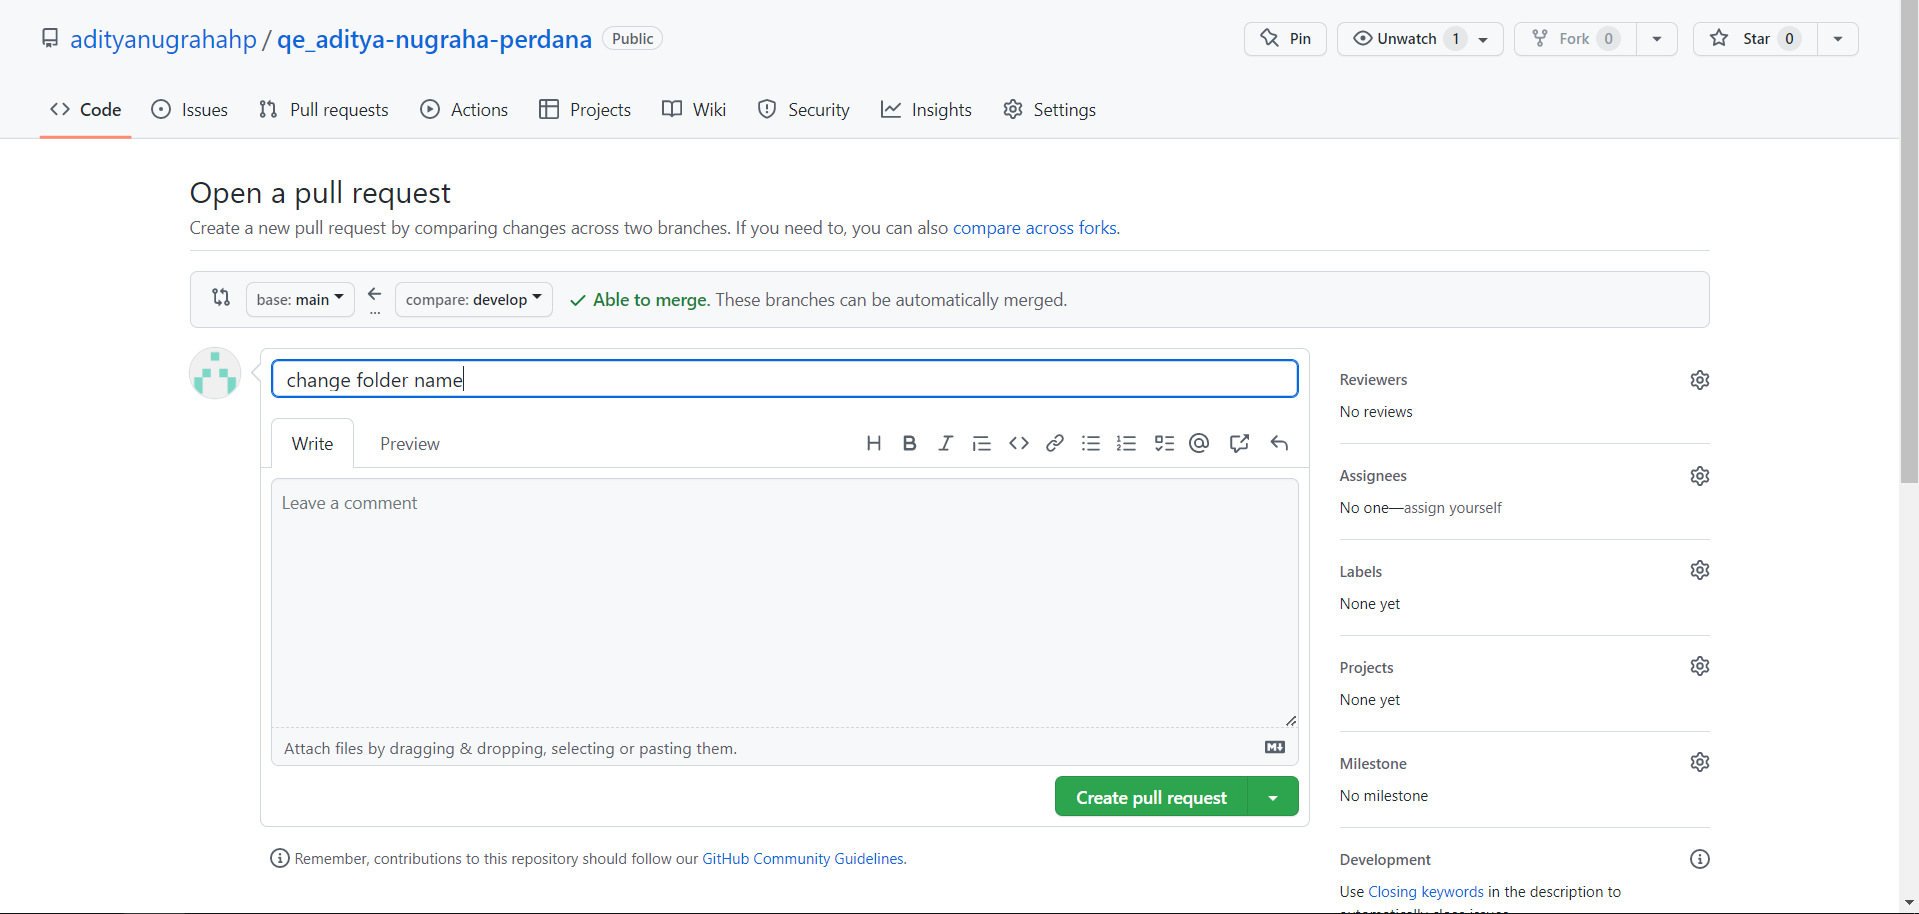 adityanugrahahp / qe_aditya-nugraha-perdana Public
Pin
Unwatch 1
Fork 0
Star 0
Code
Issues
Pull requests
Actions
Projects
Wiki
Security
Insights
Settings
Open a pull request
Create a new pull request by comparing changes across two branches. If you need to, you can also compare across forks.
base: main
...
compare: develop
Able to merge. These branches can be automatically merged.
change folder name
Write
Preview
Leave a comment
Attach files by dragging & dropping, selecting or pasting them.
Create pull request
Remember, contributions to this repository should follow our GitHub Community Guidelines.
Reviewers
No reviews
Assignees
No one—assign yourself
Labels
None yet
Projects
None yet
Milestone
No milestone
Development
Use Closing keywords in the description to
automatically close issues